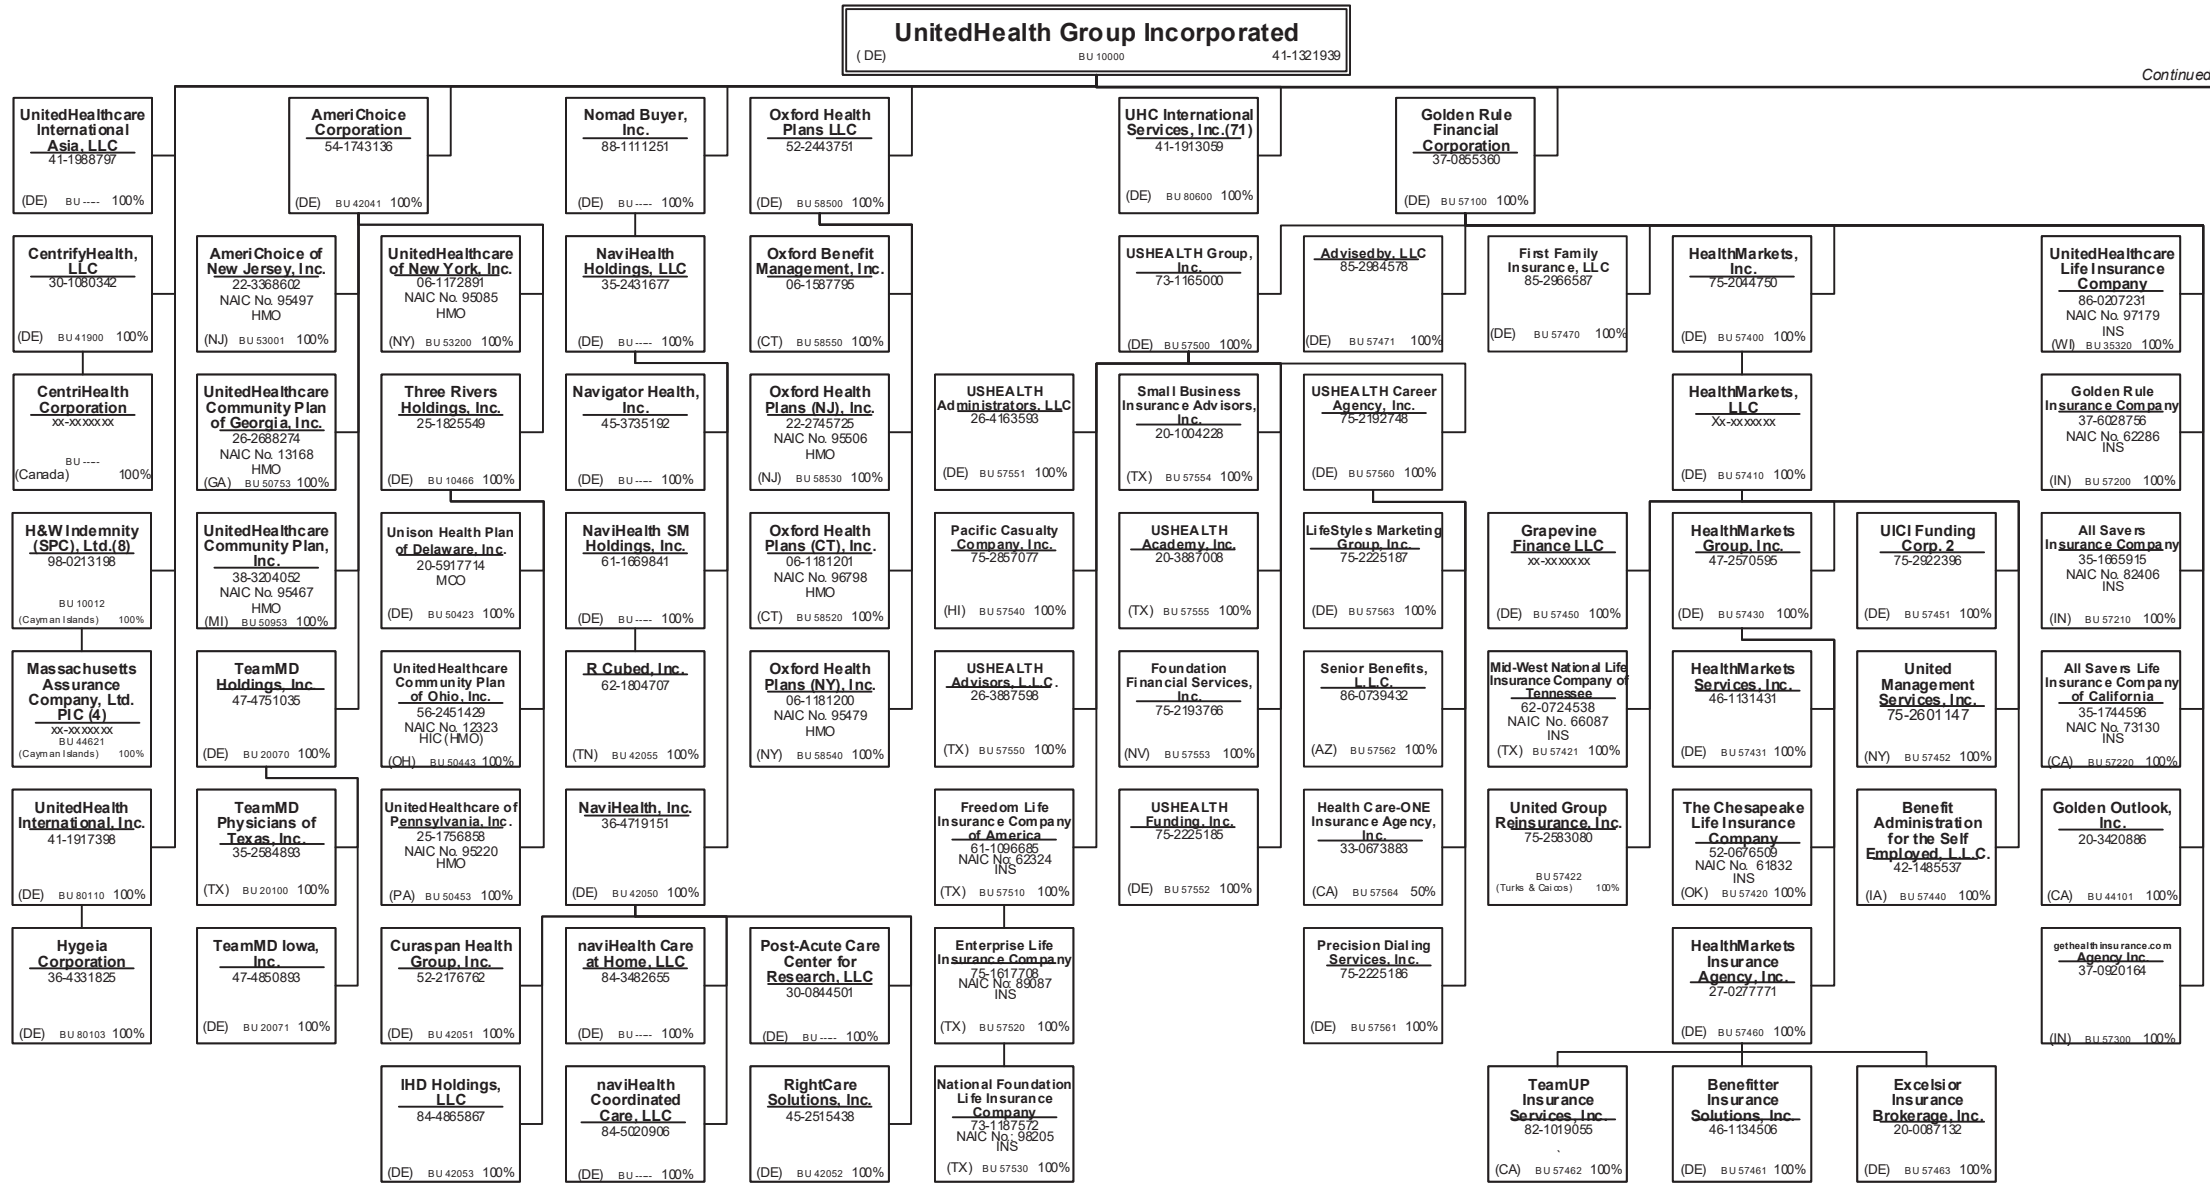 UnitedHealth Group Incorporated
(DE) BU 10000 41-1321939
Continued
UnitedHealthcare
International
Asia, LLC
41-1988797
(DE) BU ---- 100%
AmeriChoice
Corporation
54-1743136
(DE) BU 42041 100%
Nomad Buyer,
Inc.
88-1111251
(DE) BU ---- 100%
Oxford Health
Plans LLC
52-2443751
(DE) BU 58500 100%
UHC International
Services, Inc.(71)
41-1913059
(DE) BU 80600 100%
Golden Rule
Financial
Corporation
37-0855360
(DE) BU 57100 100%
CentrifyHealth,
LLC
30-1080342
(DE) BU 41900 100%
AmeriChoice of
New Jersey, Inc.
22-3368602
NAIC No. 95497
HMO
(NJ) BU 53001 100%
UnitedHealthcare
of New York, Inc.
06-1172891
NAIC No. 95085
HMO
(NY) BU 53200 100%
NaviHealth
Holdings, LLC
35-2431677
(DE) BU ---- 100%
Oxford Benefit
Management, Inc.
06-1587795
(CT) BU 58550 100%
USHEALTH Group,
Inc.
73-1165000
(DE) BU 57500 100%
Advisedby, LLC
85-2984578
(DE) BU 57471 100%
First Family
Insurance, LLC
85-2966587
(DE) BU 57470 100%
HealthMarkets,
Inc.
75-2044750
(DE) BU 57400 100%
UnitedHealthcare
Life Insurance
Company
86-0207231
NAIC No. 97179
INS
(WI) BU 35320 100%
CentriHealth
Corporation
xx-xxxxxxx
BU ----
(Canada) 100%
UnitedHealthcare
Community Plan
of Georgia, Inc.
26-2688274
NAIC No. 13168
HMO
(GA) BU 50753 100%
Three Rivers
Holdings, Inc.
25-1825549
(DE) BU 10466 100%
Navigator Health,
Inc.
45-3735192
(DE) BU ---- 100%
Oxford Health
Plans (NJ), Inc.
22-2745725
NAIC No. 95506
HMO
(NJ) BU 58530 100%
USHEALTH
Administrators, LLC
26-4163593
(DE) BU 57551 100%
Small Business
Insurance Advisors,
Inc.
20-1004228
(TX) BU 57554 100%
USHEALTH Career
Agency, Inc.
75-2192748
(DE) BU 57560 100%
HealthMarkets,
LLC
Xx-xxxxxxx
(DE) BU 57410 100%
Golden Rule
Insurance Company
37-6028756
NAIC No. 62286
INS
(IN) BU 57200 100%
H&W Indemnity
(SPC), Ltd.(8)
98-0213198
BU 10012
(Cayman Islands) 100%
UnitedHealthcare
Community Plan,
Inc.
38-3204052
NAIC No. 95467
HMO
(MI) BU 50953 100%
Unison Health Plan
of Delaware, Inc.
20-5917714
MCO
(DE) BU 50423 100%
NaviHealth SM
Holdings, Inc.
61-1669841
(DE) BU ---- 100%
Oxford Health
Plans (CT), Inc.
06-1181201
NAIC No. 96798
HMO
(CT) BU 58520 100%
Pacific Casualty
Company, Inc.
75-2857077
(HI) BU 57540 100%
USHEALTH
Academy, Inc.
20-3887008
(TX) BU 57555 100%
LifeStyles Marketing
Group, Inc.
75-2225187
(DE) BU 57563 100%
Grapevine
Finance LLC
xx-xxxxxxx
(DE) BU 57450 100%
HealthMarkets
Group, Inc.
47-2570595
(DE) BU 57430 100%
UICI Funding
Corp. 2
75-2922396
(DE) BU 57451 100%
All Savers
Insurance Company
35-1665915
NAIC No. 82406
INS
(IN) BU 57210 100%
Massachusetts
Assurance
Company, Ltd.
PIC (4)
xx-xxxxxxx
BU 44621
(Cayman Islands) 100%
TeamMD
Holdings, Inc.
47-4751035
(DE) BU 20070 100%
UnitedHealthcare
Community Plan
of Ohio, Inc.
56-2451429
NAIC No. 12323
HIC (HMO)
(OH) BU 50443 100%
R Cubed, Inc.
62-1804707
(TN) BU 42055 100%
Oxford Health
Plans (NY), Inc.
06-1181200
NAIC No. 95479
HMO
(NY) BU 58540 100%
USHEALTH
Advisors, L.L.C.
26-3887598
(TX) BU 57550 100%
Foundation
Financial Services,
Inc.
75-2193766
(NV) BU 57553 100%
Senior Benefits,
L.L.C.
86-0739432
(AZ) BU 57562 100%
Mid-West National Life
Insurance Company of
Tennessee
62-0724538
NAIC No. 66087
INS
(TX) BU 57421 100%
HealthMarkets
Services, Inc.
46-1131431
(DE) BU 57431 100%
United
Management
Services, Inc.
75-2601147
(NY) BU 57452 100%
All Savers Life
Insurance Company
of California
35-1744596
NAIC No. 73130
INS
(CA) BU 57220 100%
UnitedHealth
International, Inc.
41-1917398
(DE) BU 80110 100%
TeamMD
Physicians of
Texas, Inc.
35-2584893
(TX) BU 20100 100%
UnitedHealthcare of
Pennsylvania, Inc.
25-1756858
NAIC No. 95220
HMO
(PA) BU 50453 100%
NaviHealth, Inc.
36-4719151
(DE) BU 42050 100%
Freedom Life
Insurance Company
of America
61-1096685
NAIC No: 62324
INS
(TX) BU 57510 100%
USHEALTH
Funding, Inc.
75-2225185
(DE) BU 57552 100%
Health Care-ONE
Insurance Agency,
Inc.
33-0673883
(CA) BU 57564 50%
United Group
Reinsurance, Inc.
75-2583080
BU 57422
(Turks & Caicos) 100%
The Chesapeake
Life Insurance
Company
52-0676509
NAIC No. 61832
INS
(OK) BU 57420 100%
Benefit
Administration
for the Self
Employed, L.L.C.
42-1485537
(IA) BU 57440 100%
Golden Outlook,
Inc.
20-3420886
(CA) BU 44101 100%
Hygeia
Corporation
36-4331825
(DE) BU 80103 100%
TeamMD Iowa,
Inc.
47-4850893
(DE) BU 20071 100%
Curaspan Health
Group, Inc.
52-2176762
(DE) BU 42051 100%
naviHealth Care
at Home, LLC
84-3482655
(DE) BU ---- 100%
Post-Acute Care
Center for
Research, LLC
30-0844501
(DE) BU ---- 100%
Enterprise Life
Insurance Company
75-1617708
NAIC No: 89087
INS
(TX) BU 57520 100%
Precision Dialing
Services, Inc.
75-2225186
(DE) BU 57561 100%
HealthMarkets
Insurance
Agency, Inc.
27-0277771
(DE) BU 57460 100%
gethealthinsurance.com
Agency Inc.
37-0920164
(IN) BU 57300 100%
IHD Holdings,
LLC
84-4865867
(DE) BU 42053 100%
naviHealth
Coordinated
Care, LLC
84-5020906
(DE) BU ---- 100%
RightCare
Solutions, Inc.
45-2515438
(DE) BU 42052 100%
National Foundation
Life Insurance
Company
73-1187572
NAIC No.: 98205
INS
(TX) BU 57530 100%
TeamUP
Insurance
Services, Inc.
82-1019055
(CA) BU 57462 100%
Benefitter
Insurance
Solutions, Inc.
46-1134506
(DE) BU 57461 100%
Excelsior
Insurance
Brokerage, Inc.
20-0087132
(DE) BU 57463 100%